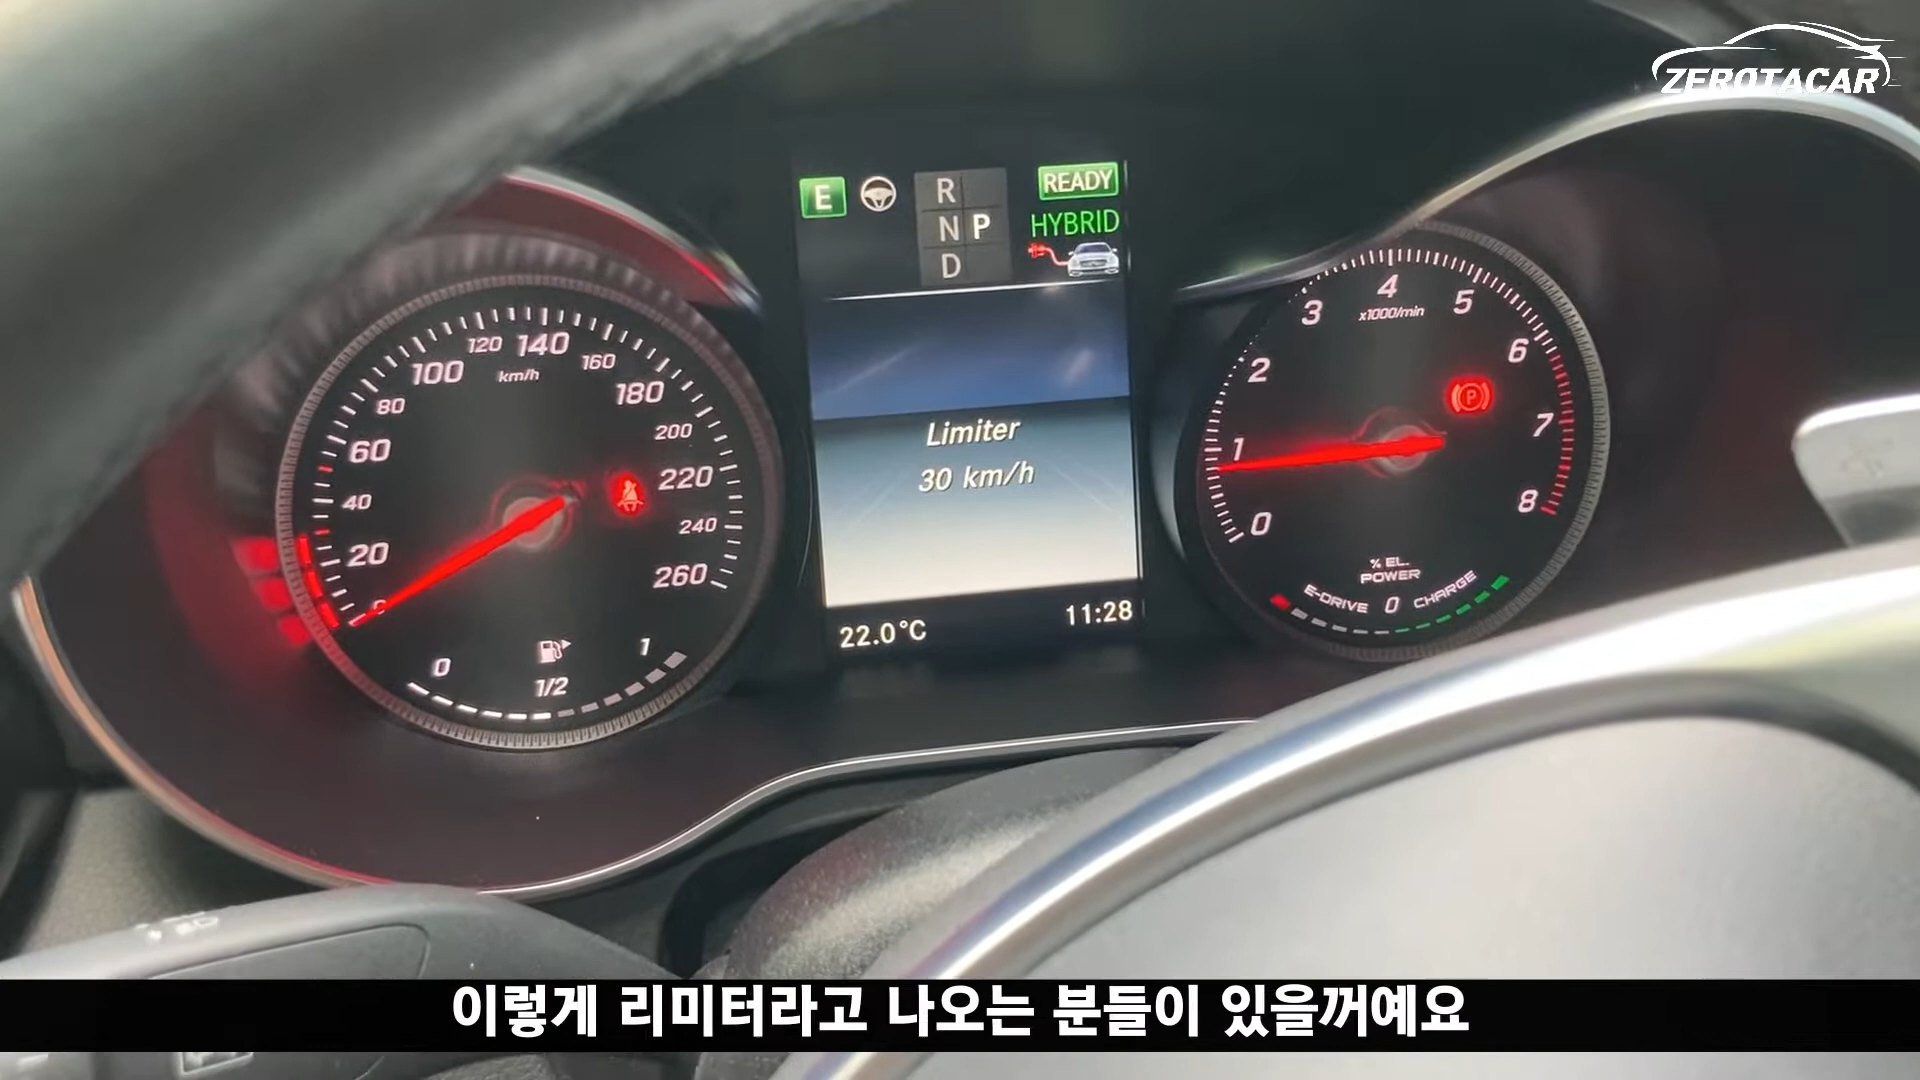 ZEROTACAR
E
R
N P
D
READY
HYBRID
Limiter
30 km/h
22.0°C
11:28
0
20
40
60
80
100
120
140
160
180
200
220
240
260
km/h
0
1/2
1
0
1
2
3
4
5
6
7
8
x1000/min
P
% EL.
POWER
E-DRIVE 0 CHARGE
이렇게 리미터라고 나오는 분들이 있을꺼예요